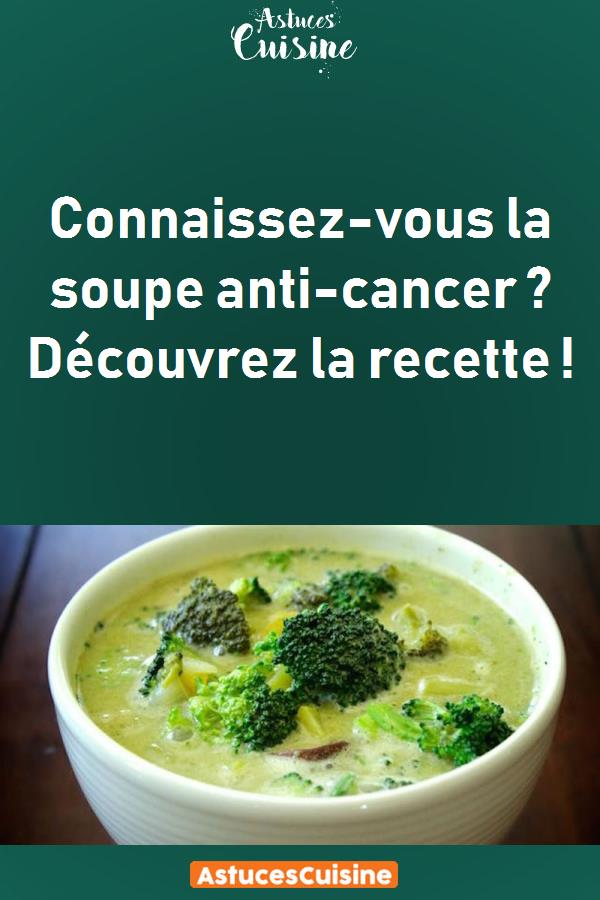 Astuces
Cuisine
Connaissez-vous la
soupe anti-cancer ?
Découvrez la recette !
AstucesCuisine